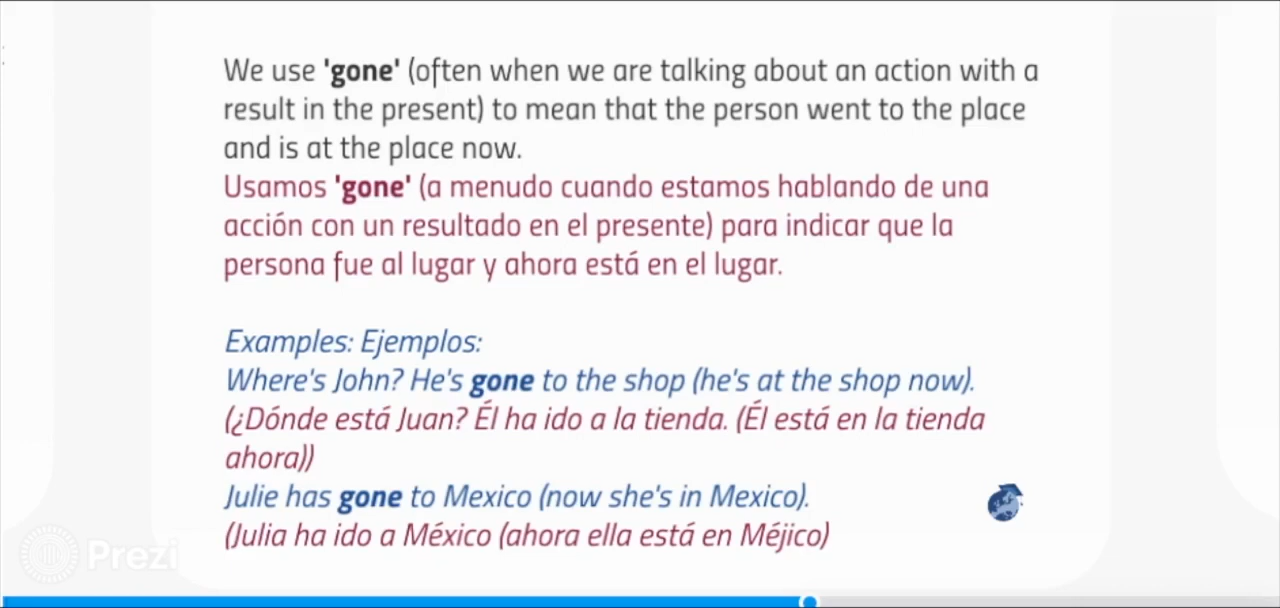 We use 'gone' (often when we are talking about an action with a
result in the present) to mean that the person went to the place
and is at the place now.
Usamos 'gone' (a menudo cuando estamos hablando de una
acción con un resultado en el presente) para indicar que la
persona fue al lugar y ahora está en el lugar.
Examples: Ejemplos:
Where's John? He's gone to the shop (he's at the shop now).
(¿Dónde está Juan? Él ha ido a la tienda. (Él está en la tienda
ahora))
Julie has gone to Mexico (now she's in Mexico).
(Julia ha ido a México (ahora ella está en Méjico)
Prezi